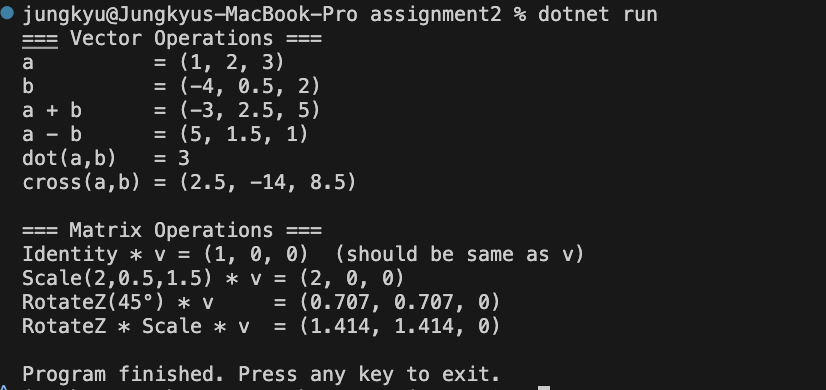 jungkyu@Jungkyus-MacBook-Pro assignment2 % dotnet run
=== Vector Operations ===
a          = (1, 2, 3)
b          = (-4, 0.5, 2)
a + b      = (-3, 2.5, 5)
a - b      = (5, 1.5, 1)
dot(a,b)   = 3
cross(a,b) = (2.5, -14, 8.5)

=== Matrix Operations ===
Identity * v = (1, 0, 0)  (should be same as v)
Scale(2,0.5,1.5) * v = (2, 0, 0)
RotateZ(45°) * v     = (0.707, 0.707, 0)
RotateZ * Scale * v  = (1.414, 1.414, 0)

Program finished. Press any key to exit.